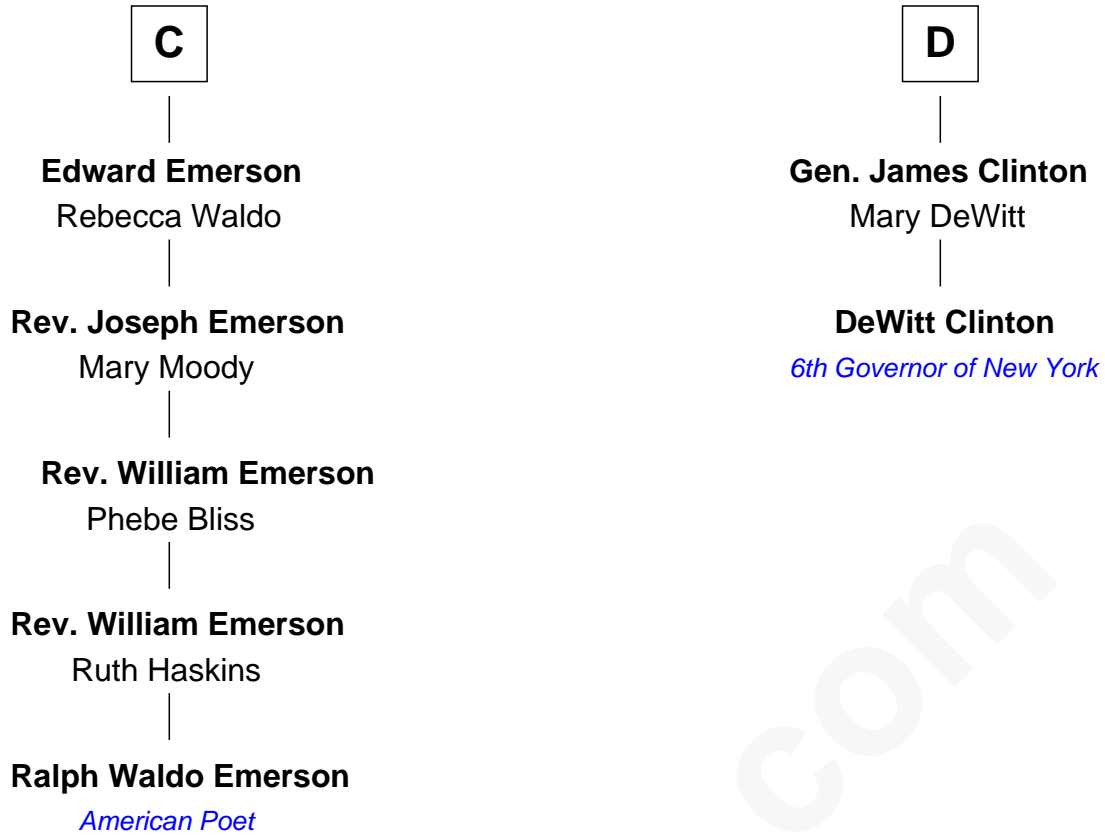 C
Edward Emerson
Rebecca Waldo
Rev. Joseph Emerson
Mary Moody
Rev. William Emerson
Phebe Bliss
Rev. William Emerson
Ruth Haskins
Ralph Waldo Emerson
American Poet
D
Gen. James Clinton
Mary DeWitt
DeWitt Clinton
6th Governor of New York
com